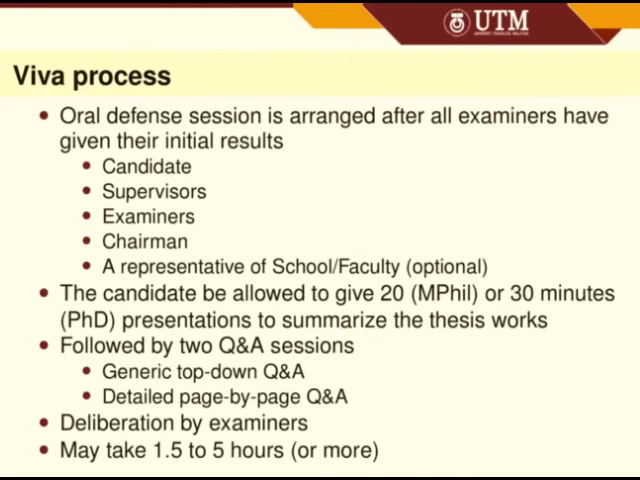 UTM
UNIVERSITI TEKNOLOGI MALAYSIA
Viva process
• Oral defense session is arranged after all examiners have
given their initial results
• Candidate
• Supervisors
• Examiners
• Chairman
• A representative of School/Faculty (optional)
• The candidate be allowed to give 20 (MPhil) or 30 minutes
(PhD) presentations to summarize the thesis works
• Followed by two Q&A sessions
• Generic top-down Q&A
• Detailed page-by-page Q&A
• Deliberation by examiners
• May take 1.5 to 5 hours (or more)